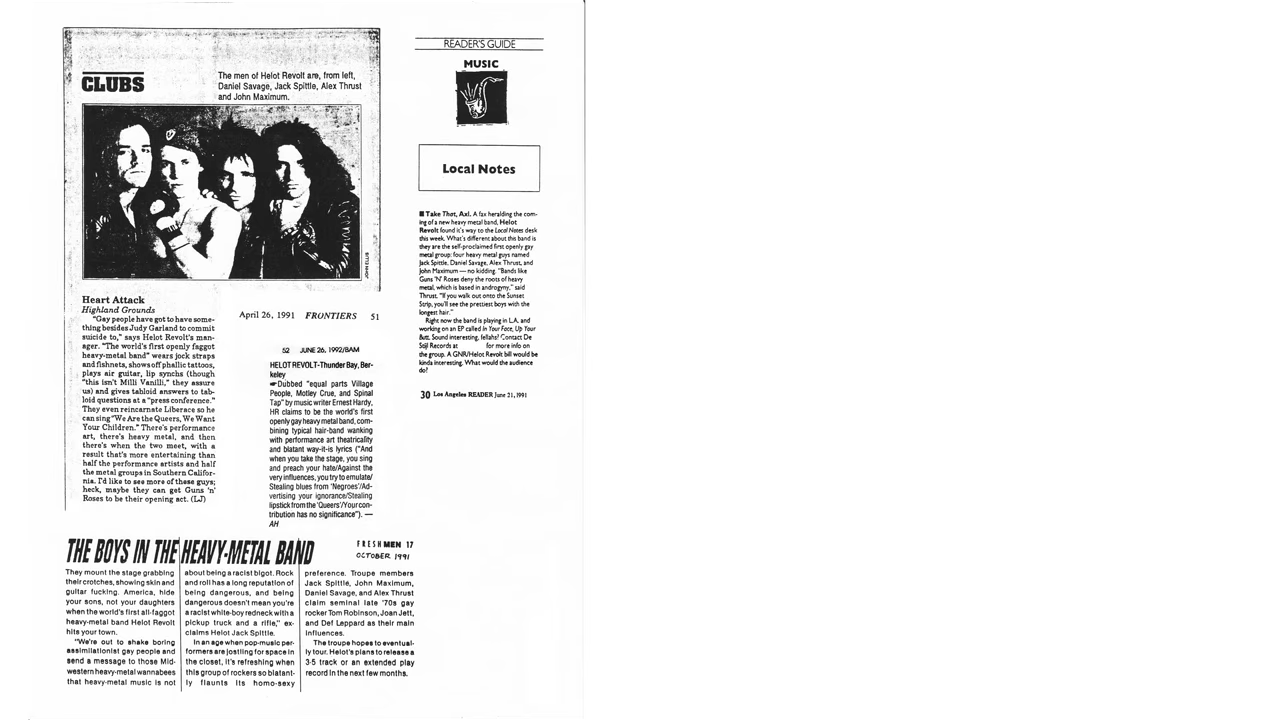 CLUBS
The men of Helot Revolt are, from left,
Daniel Savage, Jack Spittle, Alex Thrust
and John Maximum.
Heart Attack
Highland Grounds
"Gay people have got to have some-
thing besides Judy Garland to commit
suicide to," says Helot Revolt's man-
ager. "The world's first openly faggot
heavy-metal band" wears jock straps
and fishnets, shows off phallic tattoos,
plays air guitar, lip synchs (though
"this isn't Milli Vanilli," they assure
us) and gives tabloid answers to tab-
loid questions at a "press conference."
They even reincarnate Liberace so he
can sing "We Are the Queers, We Want
Your Children." There's performance
art, there's heavy metal, and then
there's when the two meet, with a
result that's more entertaining than
half the performance artists and half
the metal groups in Southern Califor-
nia. I'd like to see more of these guys;
heck, maybe they can get Guns 'n'
Roses to be their opening act. (LJ)
April 26, 1991 FRONTIERS 51
52 JUNE 26, 1992/BAM
HELOT REVOLT-Thunder Bay, Ber-
keley
☛Dubbed "equal parts Village
People, Motley Crue, and Spinal
Tap" by music writer Ernest Hardy,
HR claims to be the world's first
openly gay heavy metal band, com-
bining typical hair-band wanking
with performance art theatricality
and blatant way-it-is lyrics ("And
when you take the stage, you sing
and preach your hate/Against the
very influences, you try to emulate/
Stealing blues from 'Negroes'/Ad-
vertising your ignorance/Stealing
lipstick from the 'Queers'/Your con-
tribution has no significance"). —
AH
READER'S GUIDE
MUSIC
Local Notes
■ Take That, Axl. A fax heralding the com-
ing of a new heavy metal band, Helot
Revolt found it's way to the Local Notes desk
this week. What's different about this band is
they are the self-proclaimed first openly gay
metal group: four heavy metal guys named
Jack Spittle, Daniel Savage, Alex Thrust, and
John Maximum — no kidding. "Bands like
Guns 'N' Roses deny the roots of heavy
metal, which is based in androgyny," said
Thrust. "If you walk out onto the Sunset
Strip, you'll see the prettiest boys with the
longest hair."
Right now the band is playing in L.A. and
working on an EP called In Your Face, Up Your
Butt. Sound interesting, fellahs? Contact De
Stijl Records at for more info on
the group. A GNR/Helot Revolt bill would be
kinda interesting. What would the audience
do?
30 Los Angeles READER June 21, 1991
THE BOYS IN THE HEAVY-METAL BAND
FRESHMEN 17
OCTOBER 1991
They mount the stage grabbing
their crotches, showing skin and
guitar fucking. America, hide
your sons, not your daughters
when the world's first all-faggot
heavy-metal band Helot Revolt
hits your town.
"We're out to shake boring
assimilationist gay people and
send a message to those Mid-
western heavy-metal wannabees
that heavy-metal music is not
about being a racist bigot. Rock
and roll has a long reputation of
being dangerous, and being
dangerous doesn't mean you're
a racist white-boy redneck with a
pickup truck and a rifle," ex-
claims Helot Jack Spittle.
In an age when pop-music per-
formers are jostling for space in
the closet, it's refreshing when
this group of rockers so blatant-
ly flaunts its homo-sexy
preference. Troupe members
Jack Spittle, John Maximum,
Daniel Savage, and Alex Thrust
claim seminal late '70s gay
rocker Tom Robinson, Joan Jett,
and Def Leppard as their main
influences.
The troupe hopes to eventual-
ly tour. Helot's plans to release a
3-5 track or an extended play
record in the next few months.